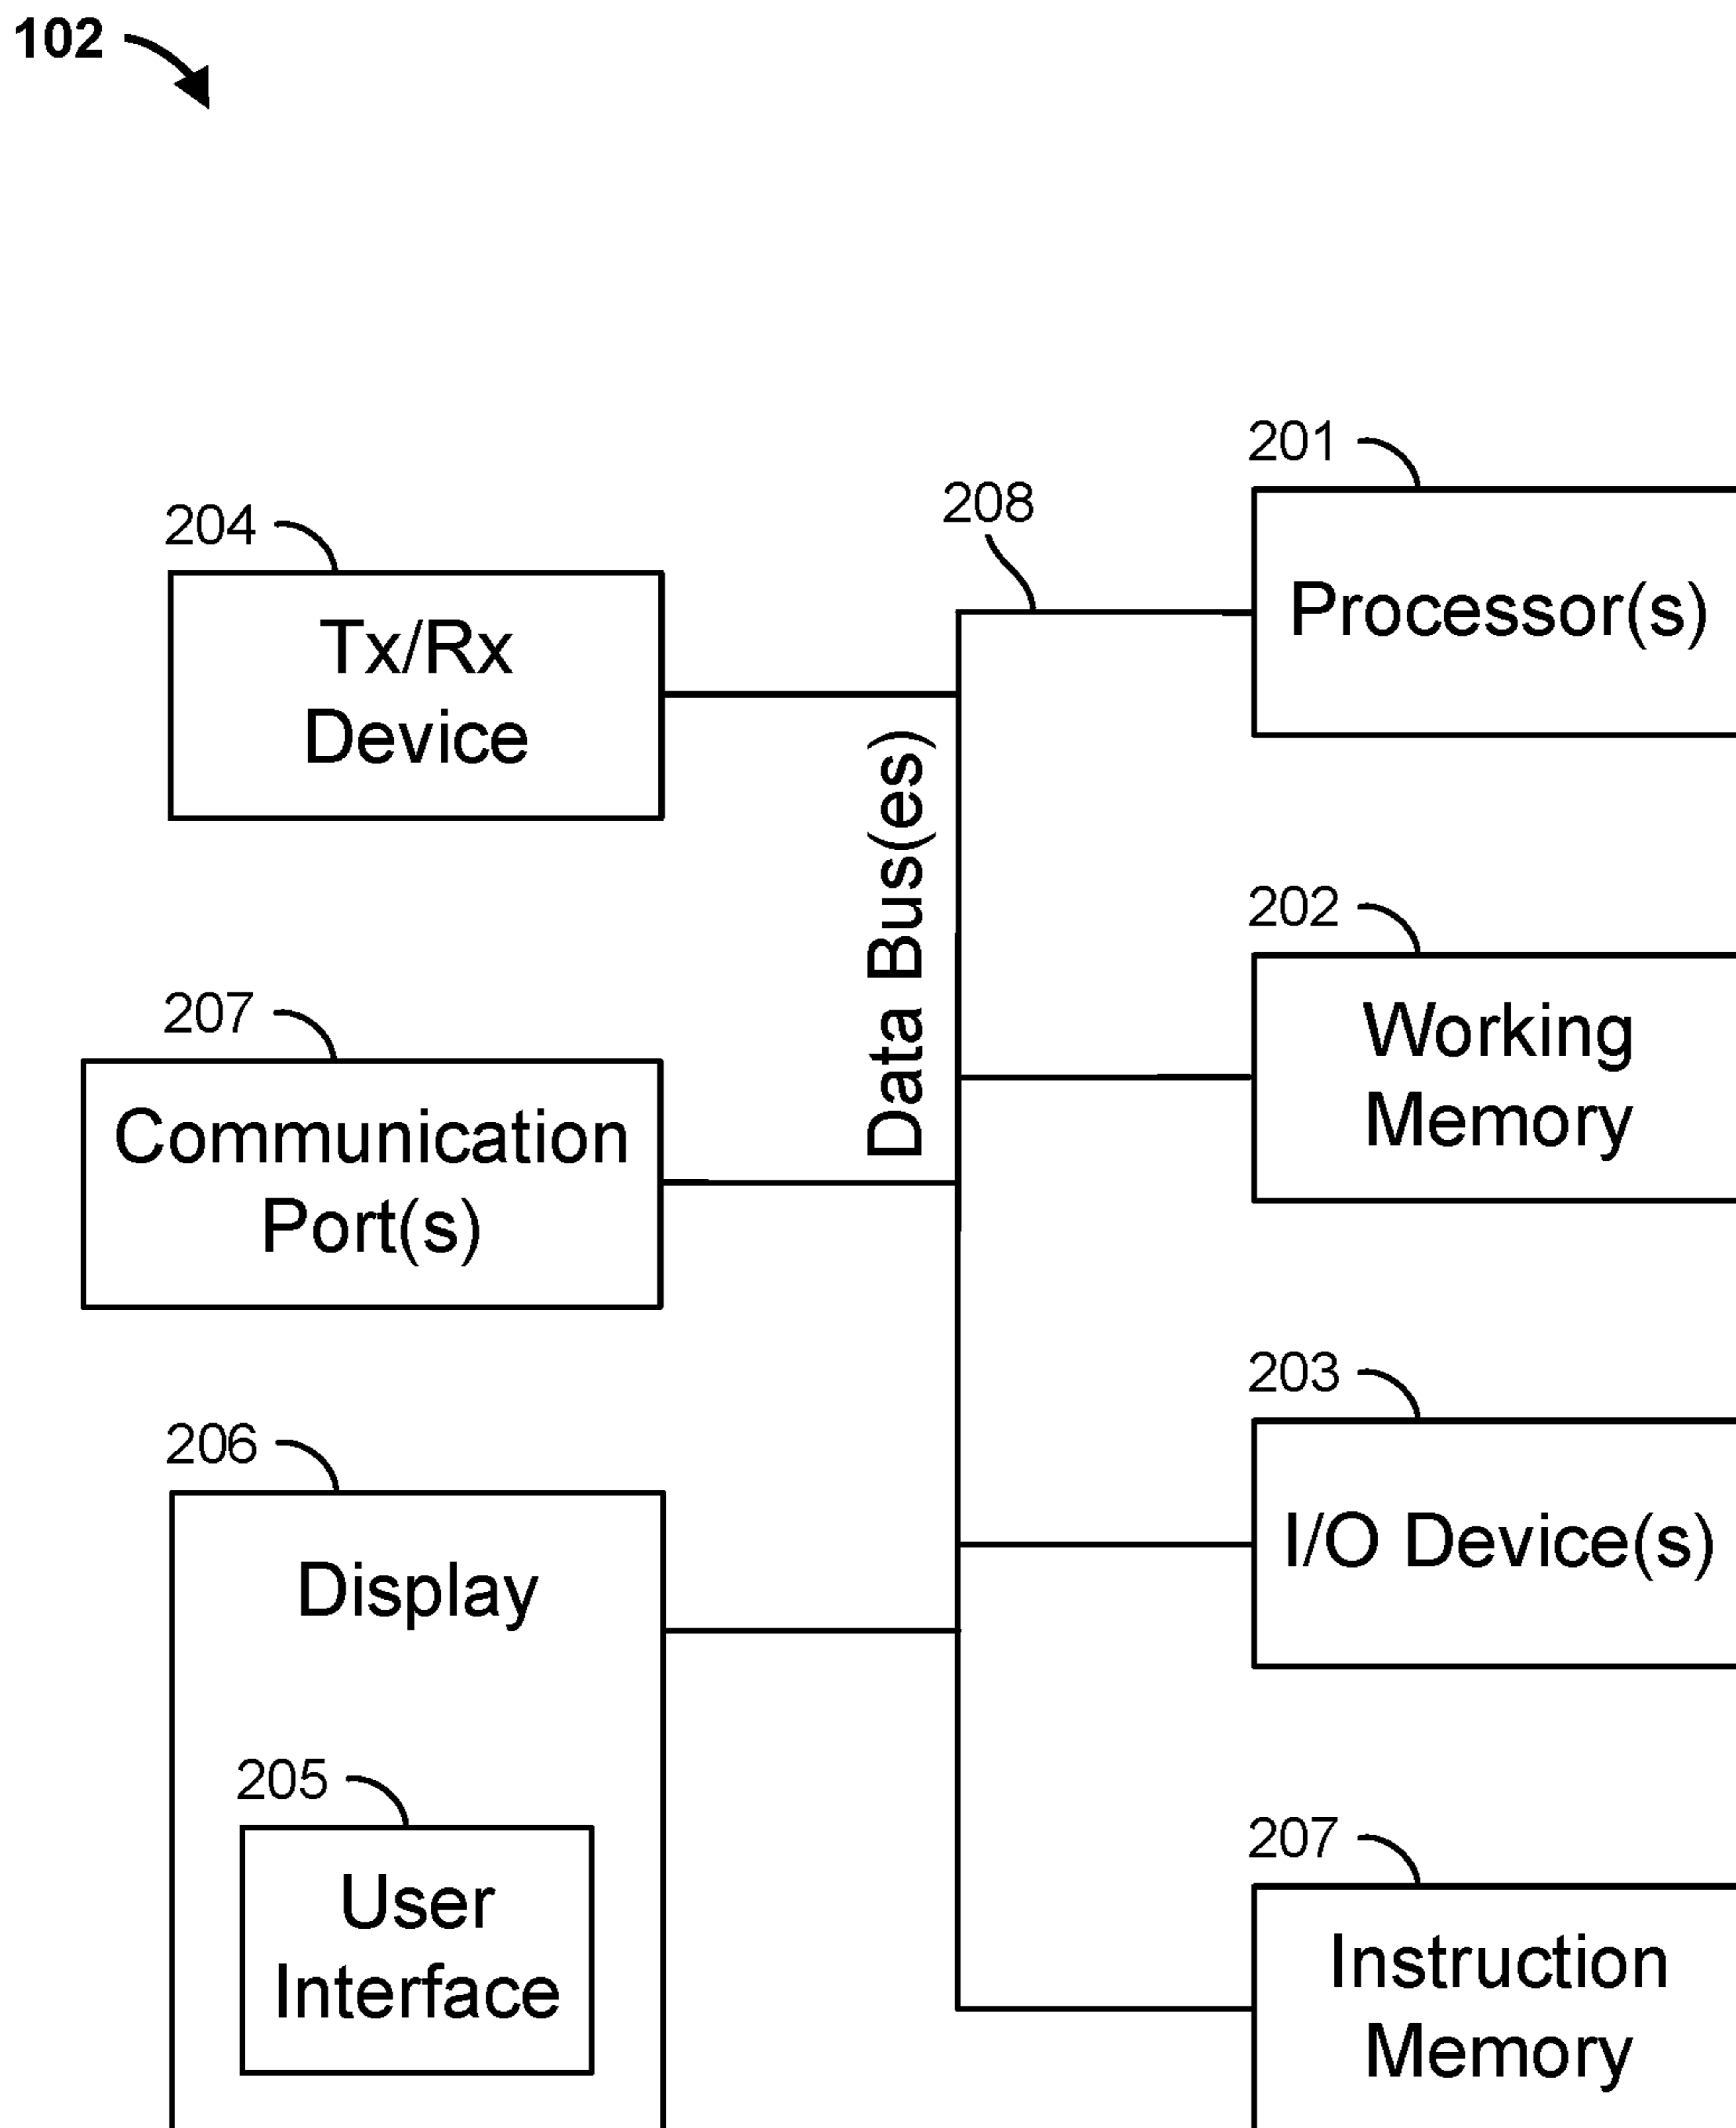 102
201
208
204
Processor(s)
Tx/Rx
Device
Data Bus(es)
202
207
Working
Memory
Communication
Port(s)
203
206
I/O Device(s)
Display
205
207
User
Interface
Instruction
Memory